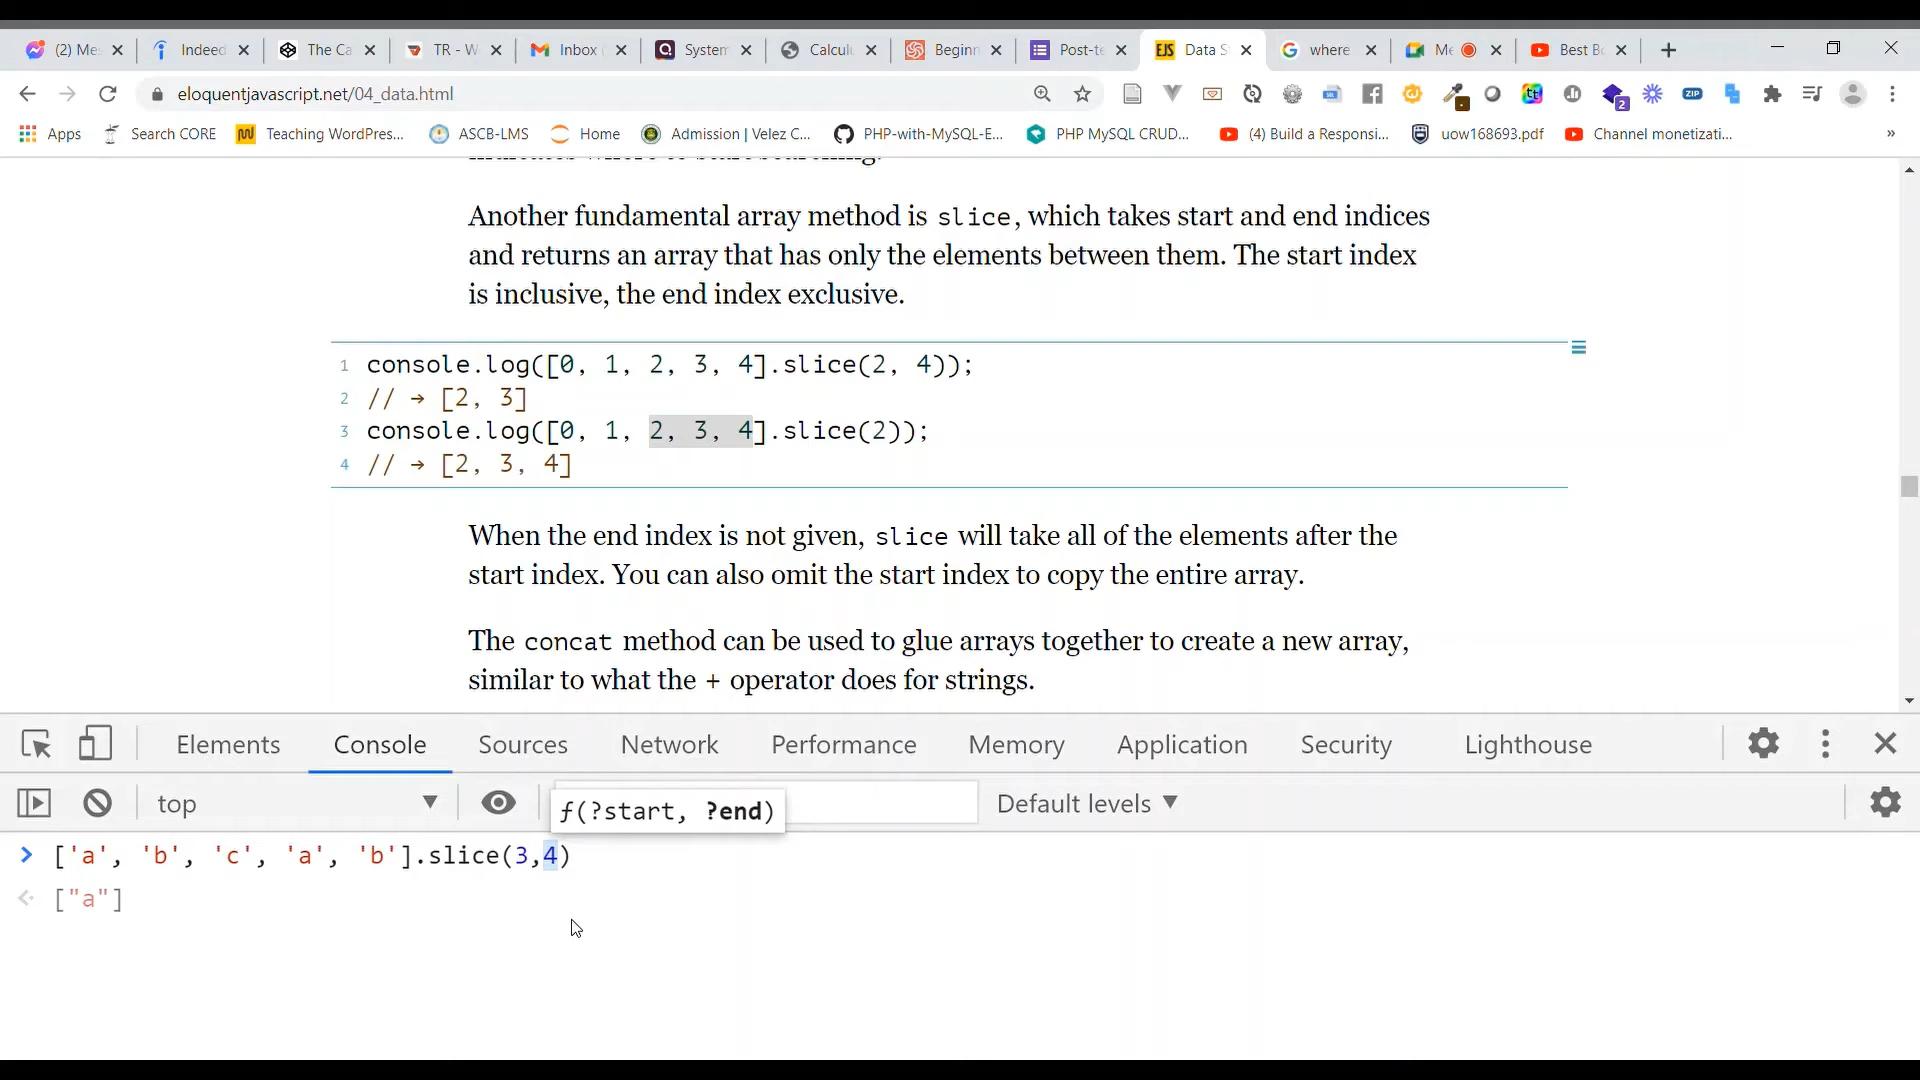 (2) Me
Indeed
The Ca
TR - W
Inbox
System
Calcul
Beginn
Post-te
EJS Data S
where
Me
Best B
eloquentjavascript.net/04_data.html
2
ZIP
Apps
Search CORE
Teaching WordPres...
ASCB-LMS
Home
Admission | Velez C...
PHP-with-MySQL-E...
PHP MySQL CRUD...
(4) Build a Responsi...
uow168693.pdf
Channel monetizati...
»
Another fundamental array method is slice, which takes start and end indices
and returns an array that has only the elements between them. The start index
is inclusive, the end index exclusive.
1 console.log([0, 1, 2, 3, 4].slice(2, 4));
2 // → [2, 3]
3 console.log([0, 1, 2, 3, 4].slice(2));
4 // → [2, 3, 4]
When the end index is not given, slice will take all of the elements after the
start index. You can also omit the start index to copy the entire array.
The concat method can be used to glue arrays together to create a new array,
similar to what the + operator does for strings.
Elements Console Sources Network Performance Memory Application Security Lighthouse
top
ƒ(?start, ?end)
Default levels
> ['a', 'b', 'c', 'a', 'b'].slice(3,4)
["a"]